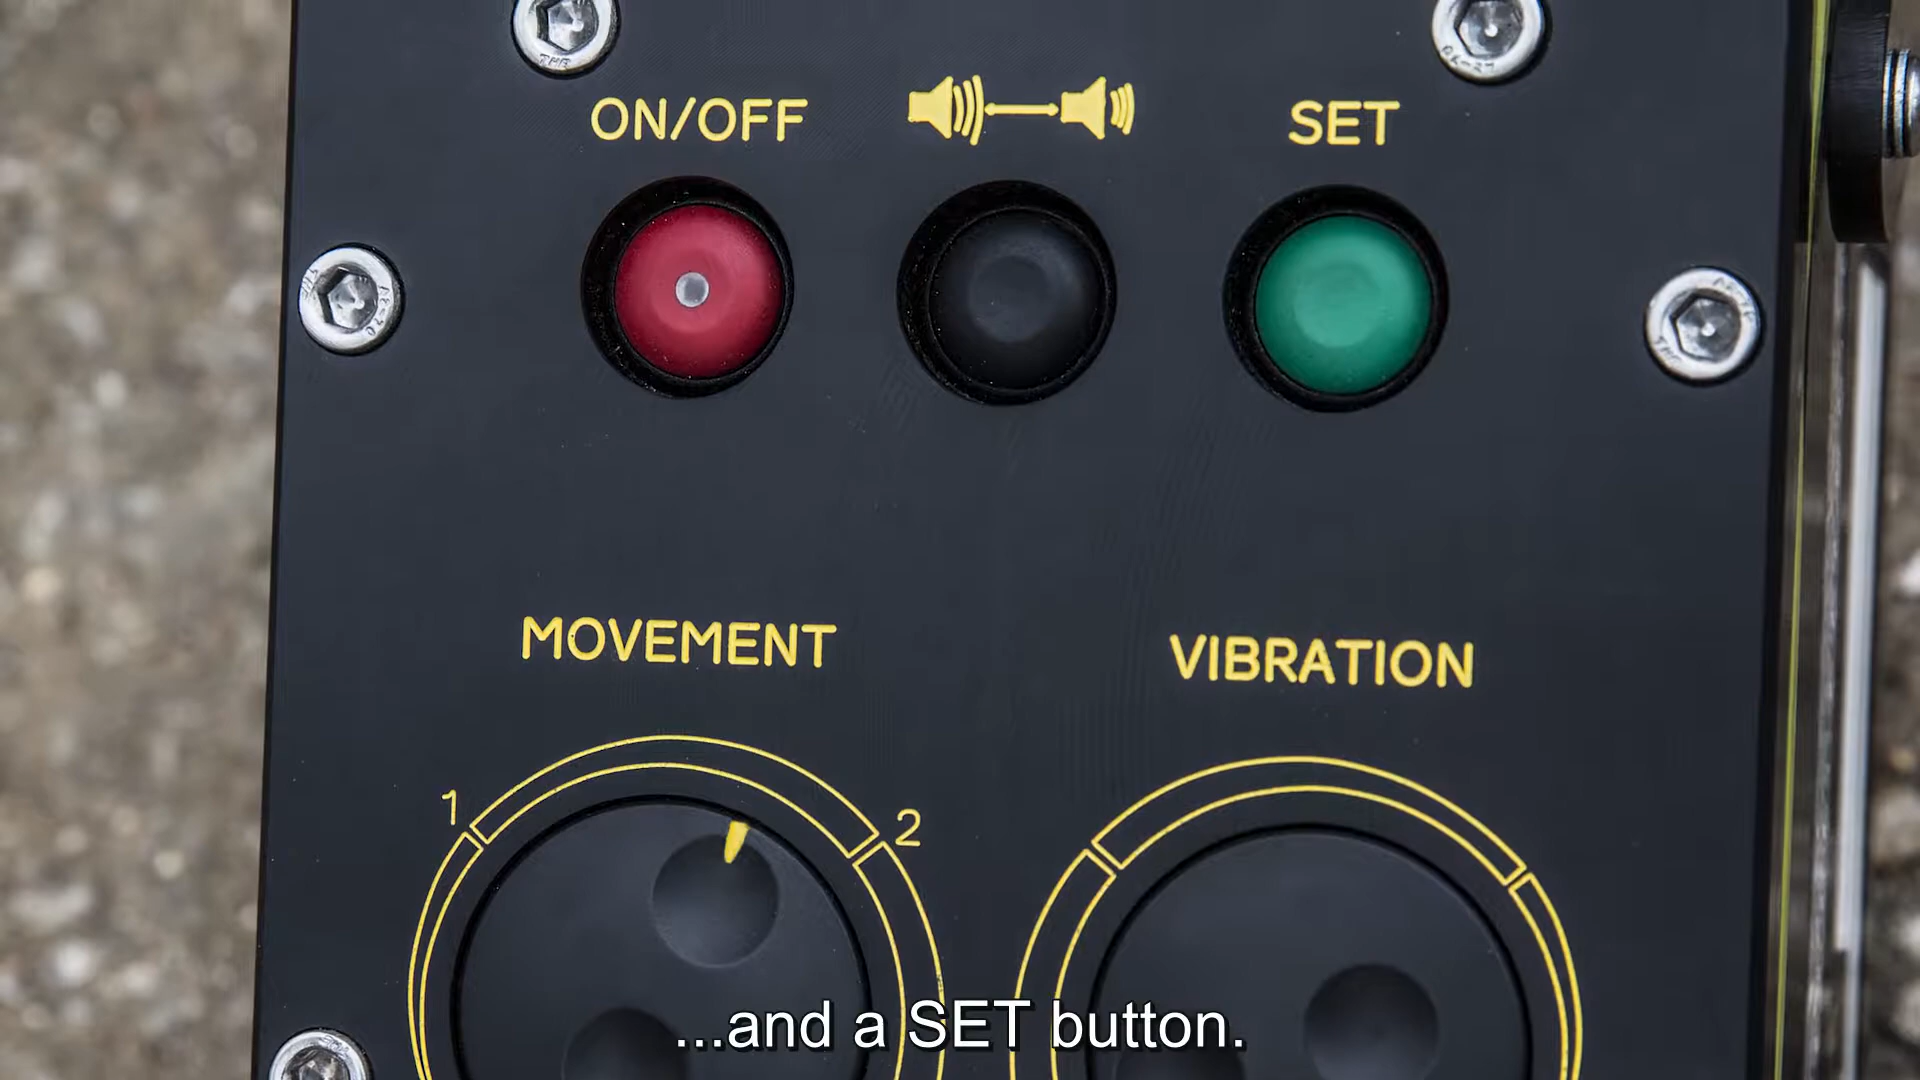 ON/OFF
SET
MOVEMENT
VIBRATION
1
2
...and a SET button.